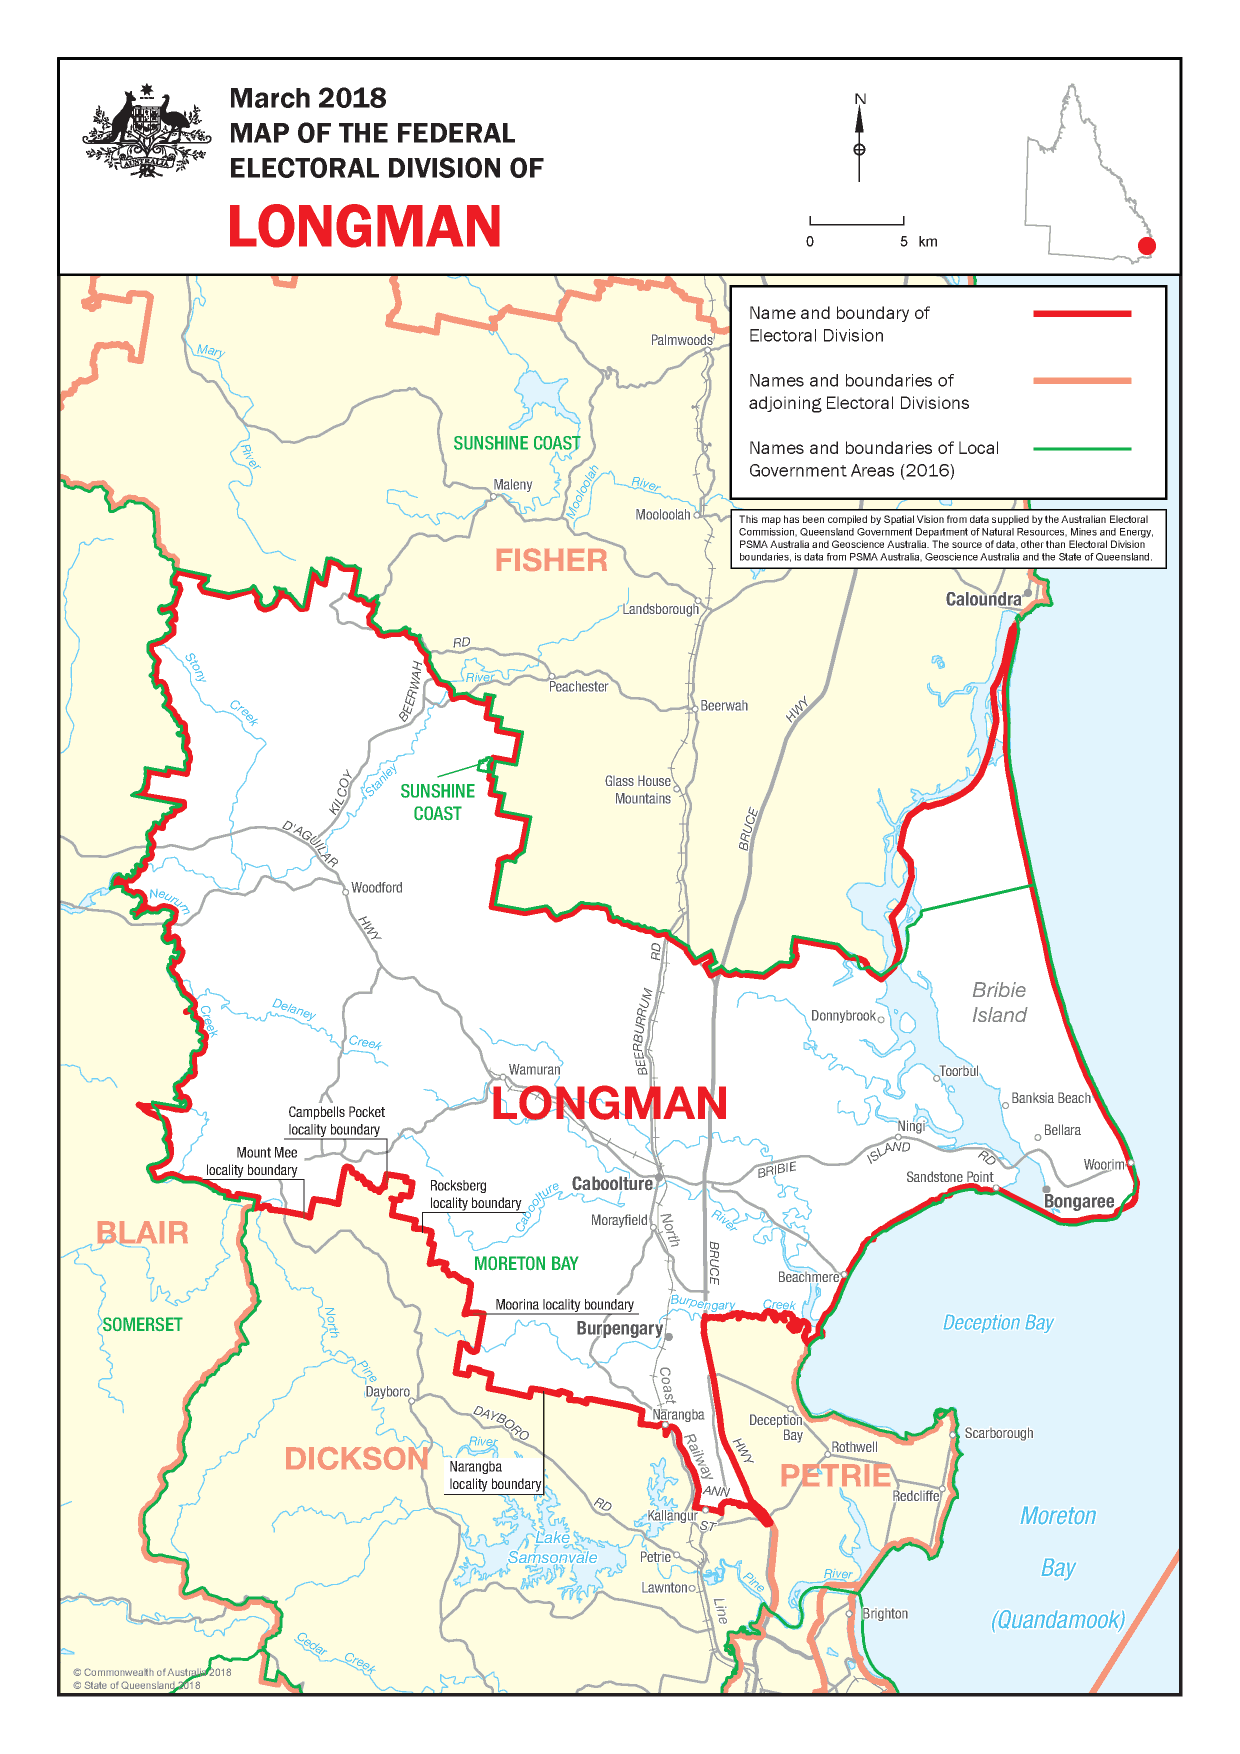 March 2018
MAP OF THE FEDERAL
ELECTORAL DIVISION OF
LONGMAN
AUSTRALIA
N
0 5 km
Name and boundary of
Electoral Division
Names and boundaries of
adjoining Electoral Divisions
Names and boundaries of Local
Government Areas (2016)
This map has been compiled by Spatial Vision from data supplied by the Australian Electoral
Commission, Queensland Government Department of Natural Resources, Mines and Energy,
PSMA Australia and Geoscience Australia. The source of data, other than Electoral Division
boundaries, is data from PSMA Australia, Geoscience Australia and the State of Queensland.
Palmwoods
Mary
River
SUNSHINE COAST
Maleny
Mooloolah
River
Mooloolah
FISHER
Caloundra
Landsborough
RD
River
Peachester
BEERWAH
Beerwah
HWY
Stony
Creek
Stanley
KILCOY
SUNSHINE
COAST
Glass House
Mountains
BRUCE
D'AGUILAR
Woodford
Neurum
HWY
RD
Bribie
Island
Creek
Delaney
Creek
BEERBURRUM
Donnybrook
Wamuran
Toorbul
LONGMAN
Banksia Beach
Campbells Pocket
locality boundary
Ningi
Bellara
Mount Mee
locality boundary
BRIBIE
ISLAND
RD
Woorim
Rocksberg
locality boundary
Caboolture
Caboolture
Sandstone Point
Bongaree
Morayfield
North
River
BLAIR
BRUCE
MORETON BAY
Beachmere
Moorina locality boundary
Burpengary
Creek
SOMERSET
Burpengary
Deception Bay
North
Pine
Coast
Dayboro
DAYBORO
Narangba
Deception
Bay
River
Railway
HWY
Rothwell
Scarborough
DICKSON
Narangba
locality boundary
PETRIE
ANN
Redcliffe
RD
Kallangur
ST
Moreton
Bay
(Quandamook)
Lake
Samsonvale
Petrie
Lawnton
Pine
River
Line
Brighton
Cedar
Creek
© Commonwealth of Australia 2018
© State of Queensland 2018